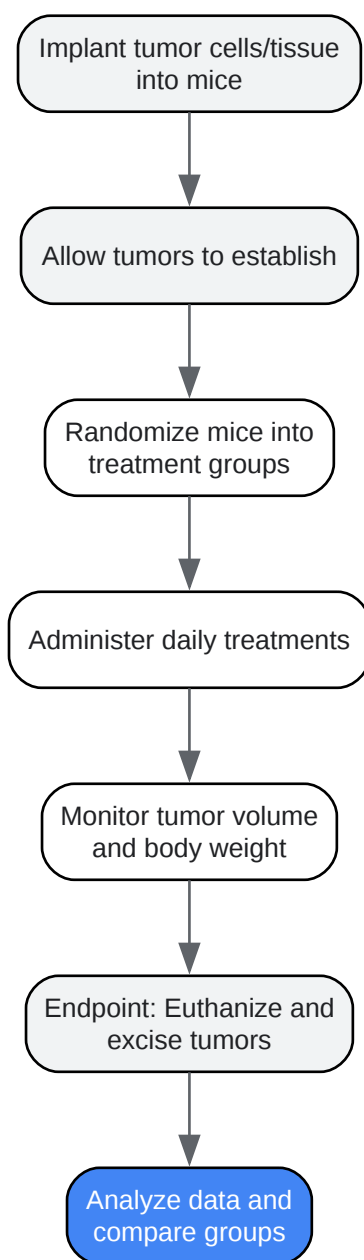 Implant tumor cells/tissue
into mice
Allow tumors to establish
Randomize mice into
treatment groups
Administer daily treatments
Monitor tumor volume
and body weight
Endpoint: Euthanize and
excise tumors
Analyze data and
compare groups